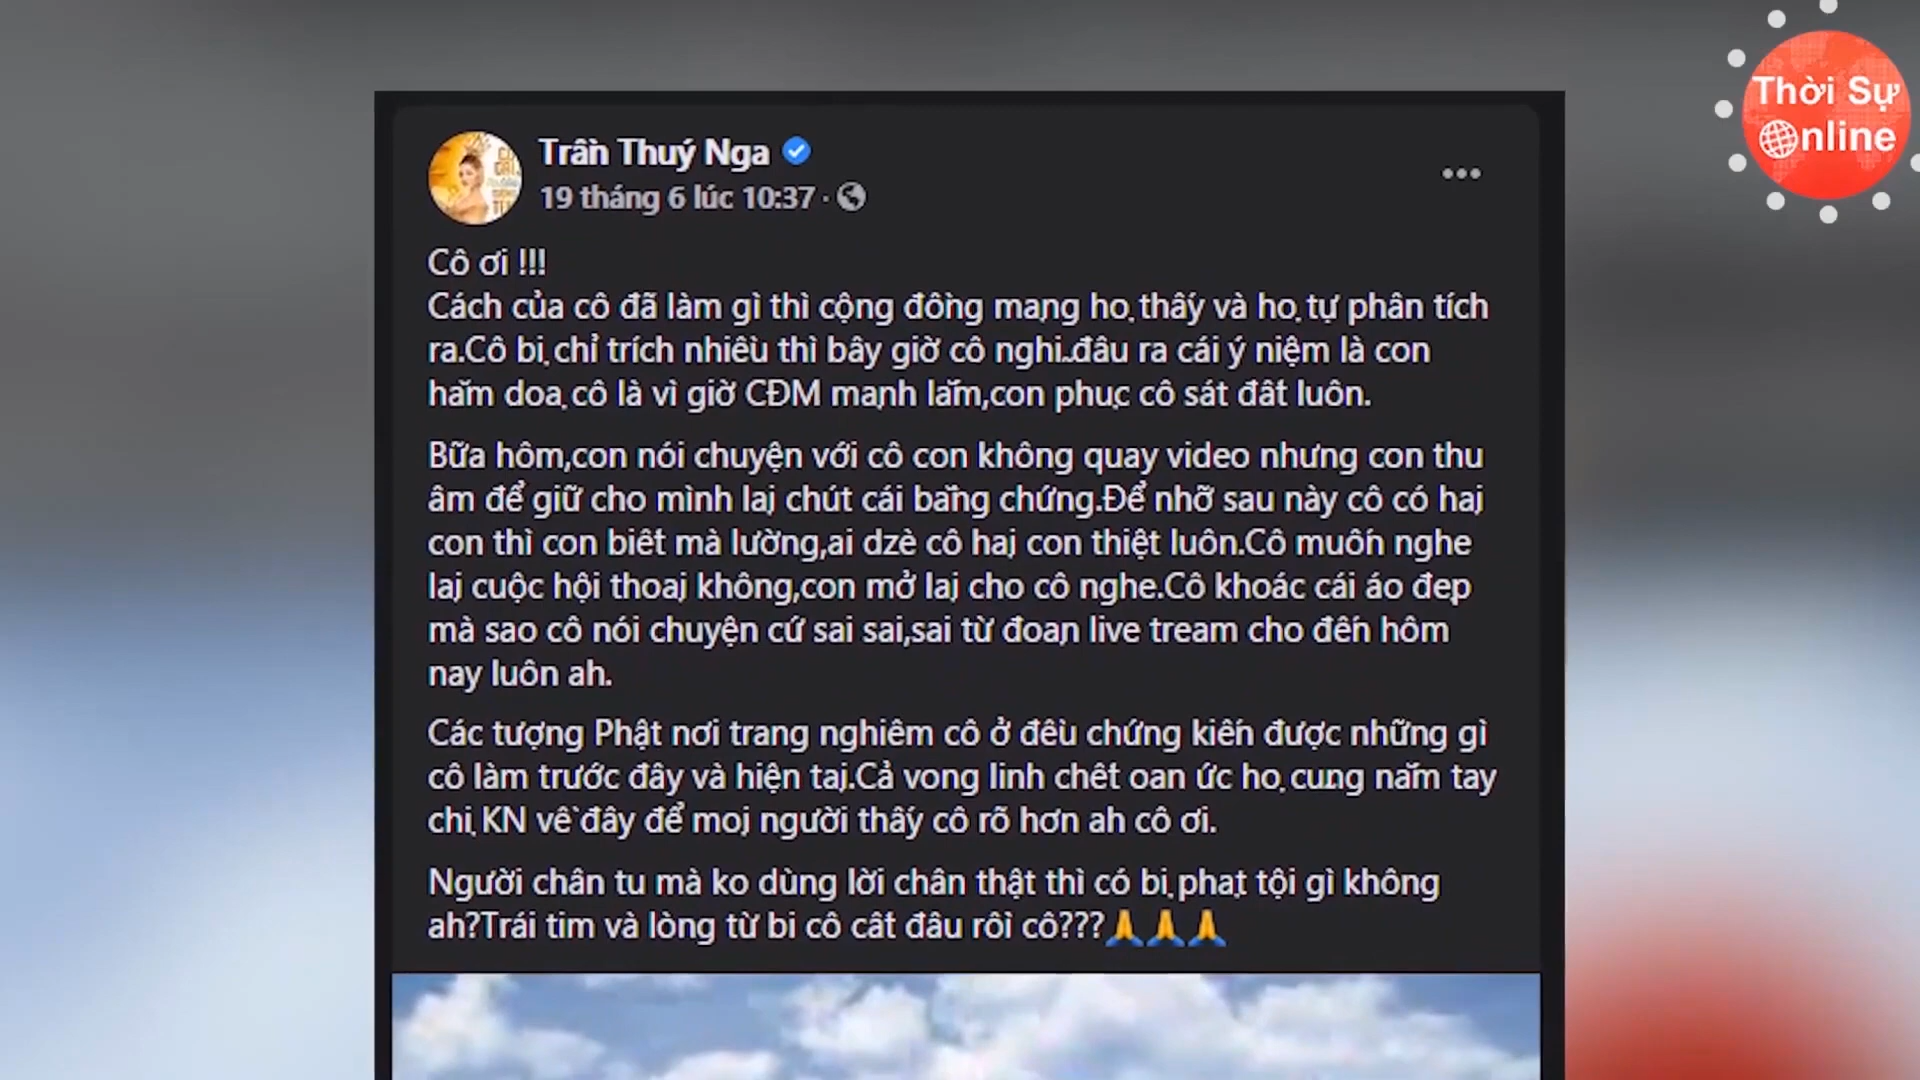 Thời Sự
Online
Trần Thuý Nga
19 tháng 6 lúc 10:37 ·
Cô ơi !!!
Cách của cô đã làm gì thì cộng đồng mạng họ thấy và họ tự phân tích
ra.Cô bị chỉ trích nhiều thì bây giờ cô nghĩ đâu ra cái ý niệm là con
hăm doạ cô là vì giờ CĐM mạnh lắm,con phục cô sát đất luôn.
Bữa hôm,con nói chuyện với cô con không quay video nhưng con thu
âm để giữ cho mình lại chút cái bằng chứng.Để nhỡ sau này cô có hại
con thì con biết mà lường,ai dzè cô hại con thiệt luôn.Cô muốn nghe
lại cuộc hội thoại không,con mở lại cho cô nghe.Cô khoác cái áo đẹp
mà sao cô nói chuyện cứ sai sai,sai từ đoạn live tream cho đến hôm
nay luôn ah.
Các tượng Phật nơi trang nghiêm cô ở đều chứng kiến được những gì
cô làm trước đây và hiện tại.Cả vong linh chết oan ức họ cũng nắm tay
chị KN về đây để mọi người thấy cô rõ hơn ah cô ơi.
Người chân tu mà ko dùng lời chân thật thì có bị phạt tội gì không
ah?Trái tim và lòng từ bi cô cất đâu rồi cô???🙏🙏🙏